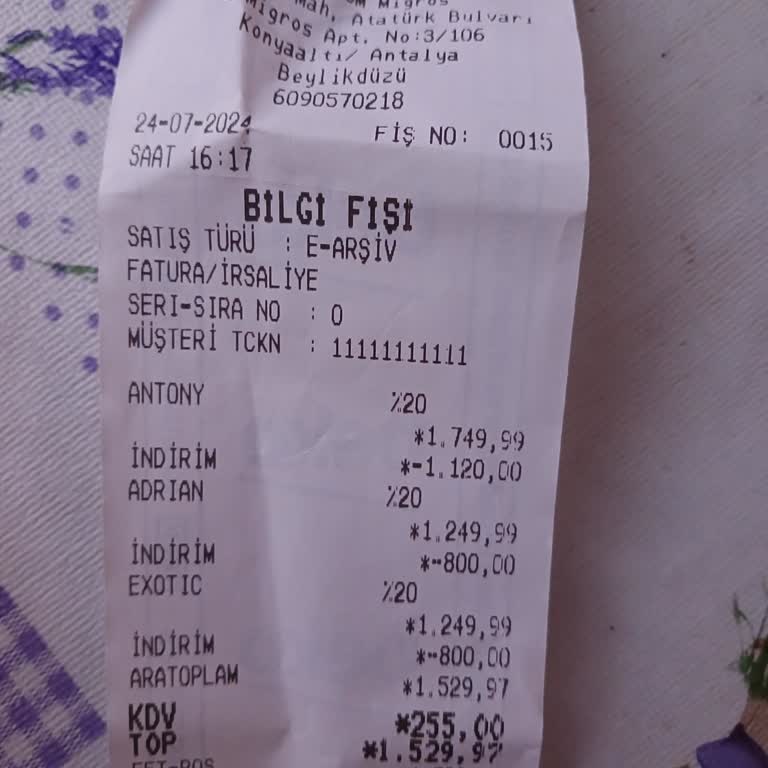 M Migros
mah, Atatürk Bulvarı
Migros Apt. No:3/106
Konyaaltı/ Antalya
Beylikdüzü
6090570218
24-07-2024 FİŞ NO: 0015
SAAT 16:17
BİLGİ FİŞİ
SATIŞ TÜRÜ : E-ARŞİV
FATURA/İRSALİYE
SERI-SIRA NO : 0
MÜŞTERİ TCKN : 11111111111
ANTONY %20
*1.749,99
İNDİRİM *-1.120,00
ADRIAN %20
*1.249,99
İNDİRİM *-800,00
EXOTIC %20
*1.249,99
İNDİRİM *-800,00
ARATOPLAM *1.529,97
KDV *255,00
TOP *1.529,97
EFT-POS